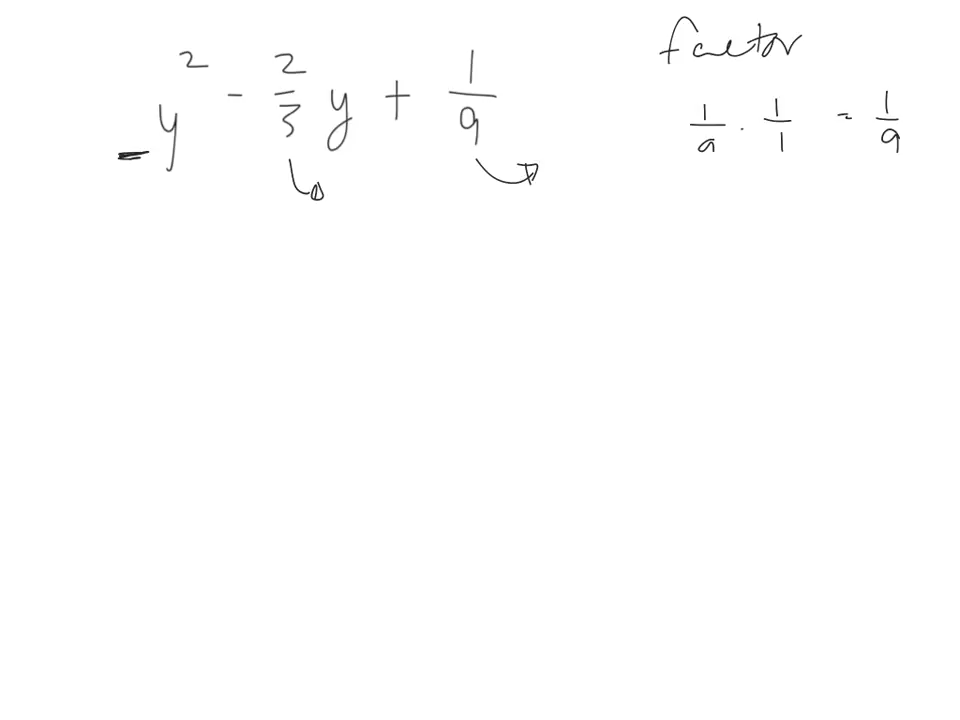 factor
y² - 2/3 y + 1/9
1/9 · 1/1 = 1/9